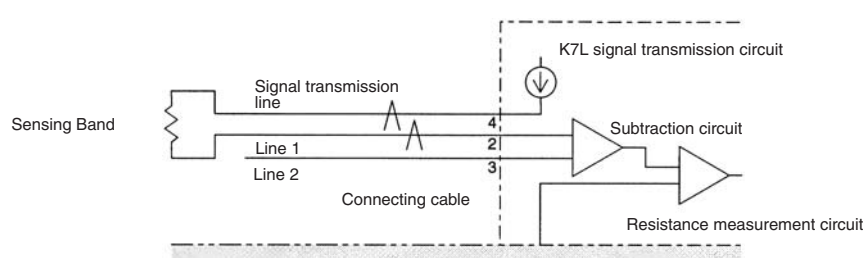 K7L signal transmission circuit
Signal transmission
line
Sensing Band
4
Subtraction circuit
2
Line 1
3
Line 2
Connecting cable
Resistance measurement circuit